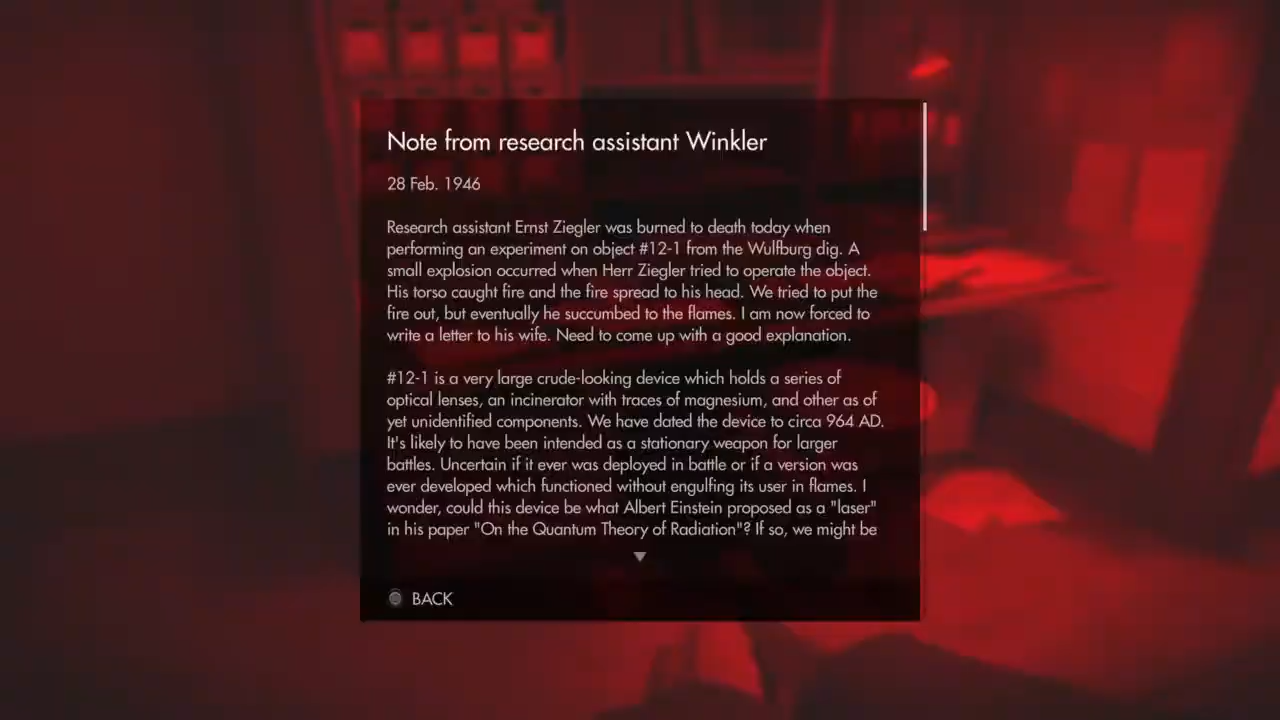 Note from research assistant Winkler
28 Feb. 1946
Research assistant Ernst Ziegler was burned to death today when
performing an experiment on object #12-1 from the Wulfburg dig. A
small explosion occurred when Herr Ziegler tried to operate the object.
His torso caught fire and the fire spread to his head. We tried to put the
fire out, but eventually he succumbed to the flames. I am now forced to
write a letter to his wife. Need to come up with a good explanation.
#12-1 is a very large crude-looking device which holds a series of
optical lenses, an incinerator with traces of magnesium, and other as of
yet unidentified components. We have dated the device to circa 964 AD.
It's likely to have been intended as a stationary weapon for larger
battles. Uncertain if it ever was deployed in battle or if a version was
ever developed which functioned without engulfing its user in flames. I
wonder, could this device be what Albert Einstein proposed as a "laser"
in his paper "On the Quantum Theory of Radiation"? If so, we might be
BACK